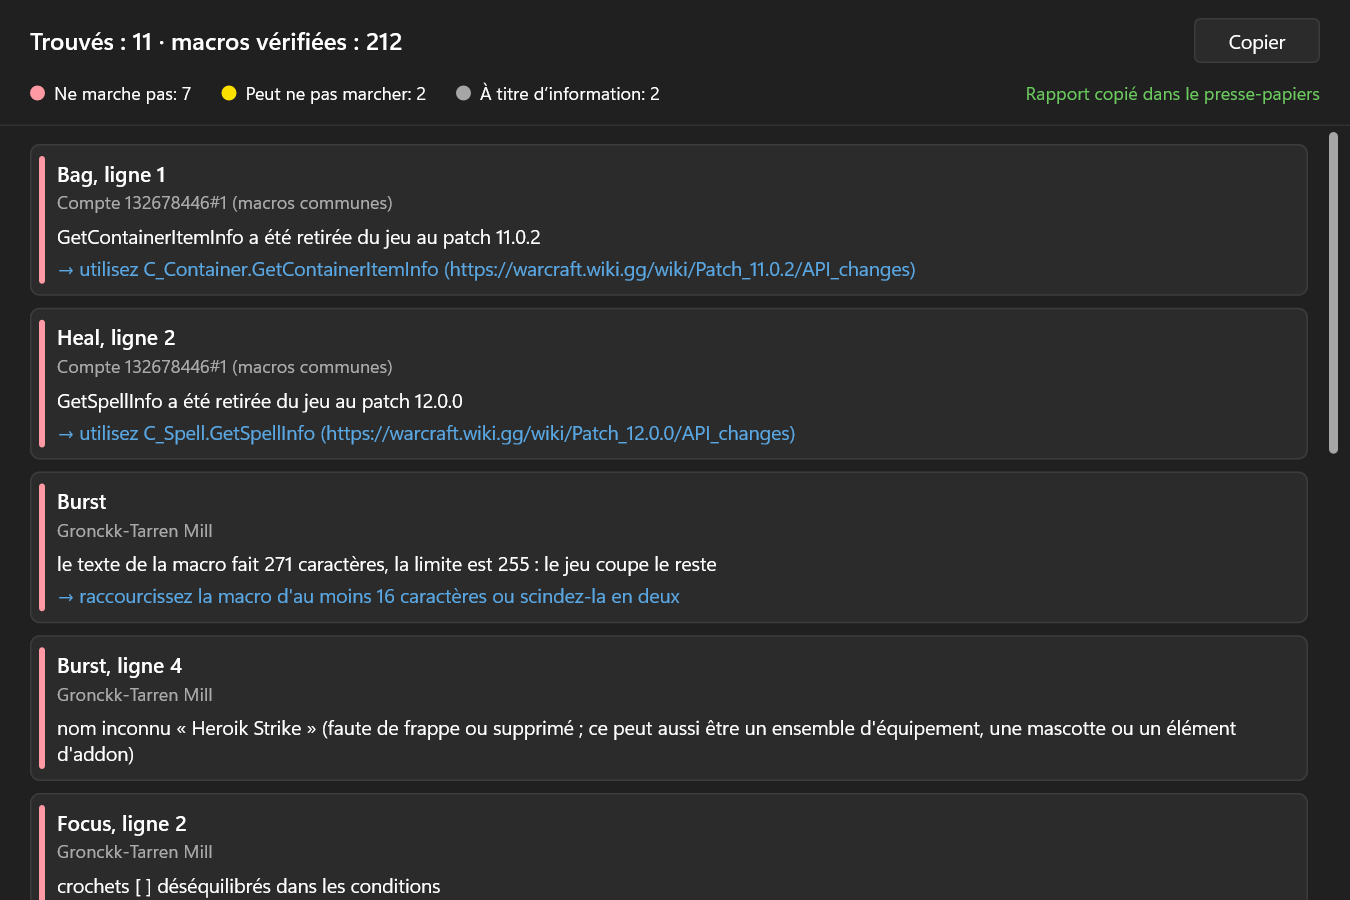 Trouvés : 11 · macros vérifiées : 212
Copier
Ne marche pas: 7
Peut ne pas marcher: 2
À titre d’information: 2
Rapport copié dans le presse-papiers
Bag, ligne 1
Compte 132678446#1 (macros communes)
GetContainerItemInfo a été retirée du jeu au patch 11.0.2
→ utilisez C_Container.GetContainerItemInfo (https://warcraft.wiki.gg/wiki/Patch_11.0.2/API_changes)
Heal, ligne 2
Compte 132678446#1 (macros communes)
GetSpellInfo a été retirée du jeu au patch 12.0.0
→ utilisez C_Spell.GetSpellInfo (https://warcraft.wiki.gg/wiki/Patch_12.0.0/API_changes)
Burst
Gronckk-Tarren Mill
le texte de la macro fait 271 caractères, la limite est 255 : le jeu coupe le reste
→ raccourcissez la macro d'au moins 16 caractères ou scindez-la en deux
Burst, ligne 4
Gronckk-Tarren Mill
nom inconnu « Heroik Strike » (faute de frappe ou supprimé ; ce peut aussi être un ensemble d'équipement, une mascotte ou un élément
d'addon)
Focus, ligne 2
Gronckk-Tarren Mill
crochets [ ] déséquilibrés dans les conditions